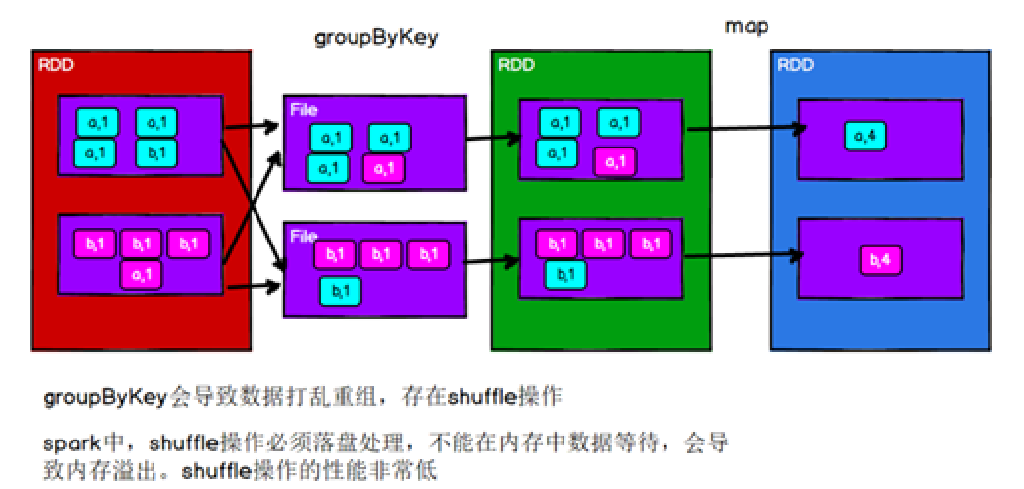 groupByKey
map
RDD
a,1 a,1
a,1 b,1
b,1 b,1 b,1
a,1
File
a,1 a,1
a,1 a,1
File
b,1 b,1 b,1
b,1
RDD
a,1 a,1
a,1 a,1
b,1 b,1 b,1
b,1
RDD
a,4
b,4
groupByKey会导致数据打乱重组，存在shuffle操作
spark中，shuffle操作必须落盘处理，不能在内存中数据等待，会导
致内存溢出。shuffle操作的性能非常低